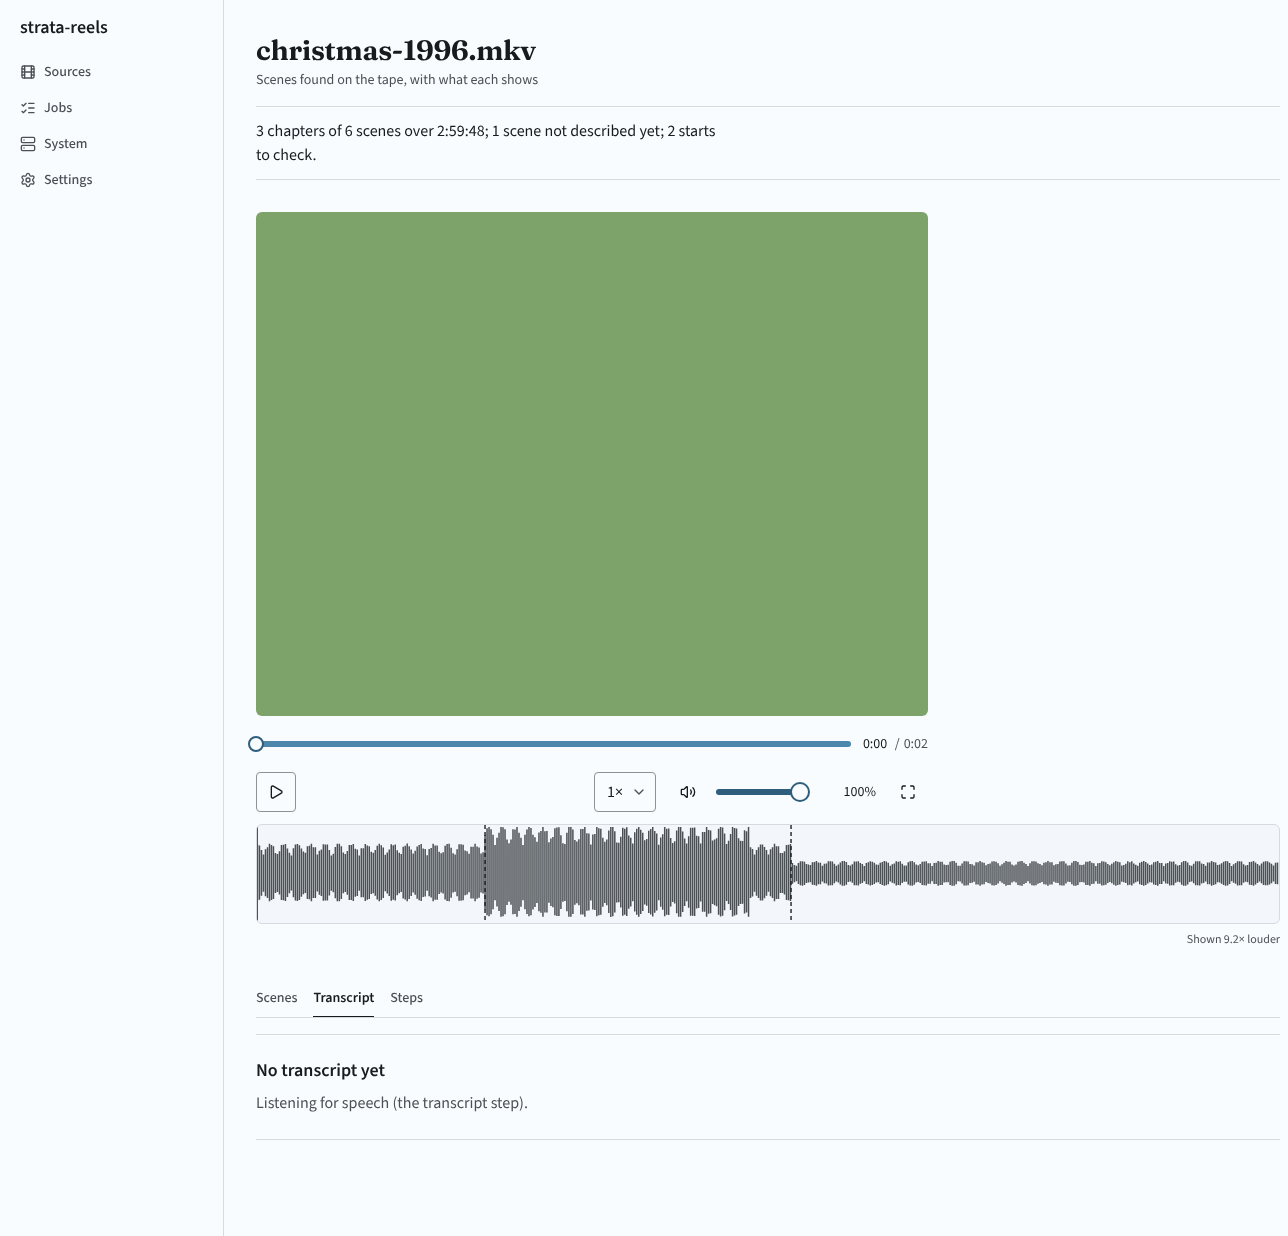 strata-reels
Sources
Jobs
System
Settings
christmas-1996.mkv
Scenes found on the tape, with what each shows
3 chapters of 6 scenes over 2:59:48; 1 scene not described yet; 2 starts
to check.
0:00 / 0:02
1×
100%
Shown 9.2× louder
Scenes Transcript Steps
No transcript yet
Listening for speech (the transcript step).